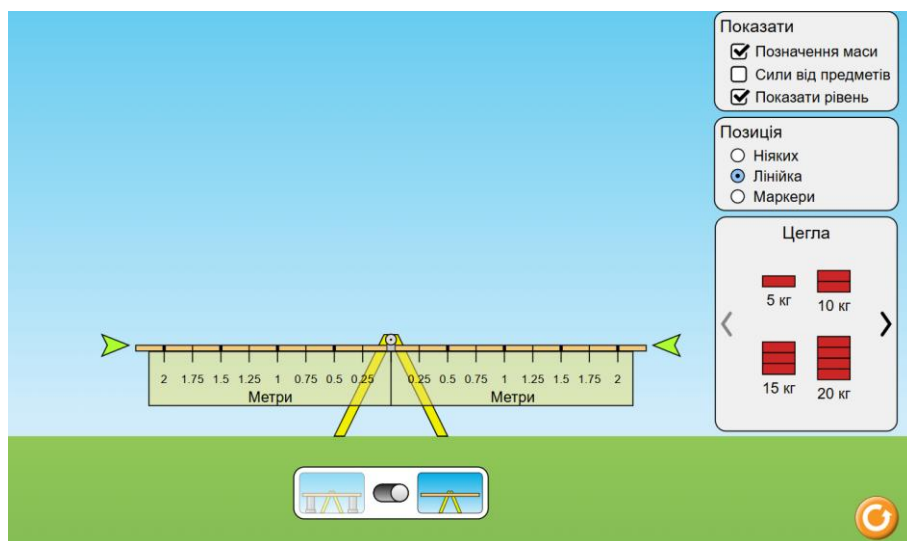 Показати
Позначення маси
Сили від предметів
Показати рівень
Позиція
Ніяких
Лінійка
Маркери
Цегла
5 кг 10 кг
15 кг 20 кг
2 1.75 1.5 1.25 1 0.75 0.5 0.25 0.25 0.5 0.75 1 1.25 1.5 1.75 2
Метри Метри